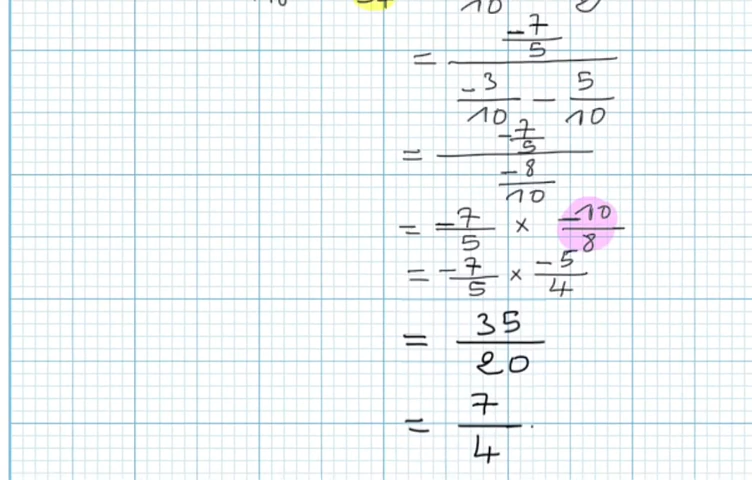 10
= -7/5 / (-3/10 - 5/10)
= -7/5 / (-8/10)
= -7/5 × -10/8
= -7/5 × -5/4
= 35/20
= 7/4.